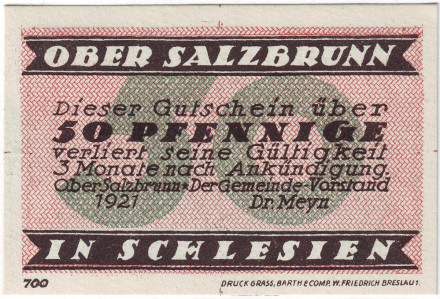 OBER SALZBRUNN
50
Dieser Gutschein über
50 PFENNIGE
verliert seine Gültigkeit
3 Monate nach Ankündigung.
Ober Salzbrunn * Der Gemeinde-Vorstand
1921 Dr. Meyn
IN SCHLESIEN
700 DRUCK GRASS, BARTH & COMP. W. FRIEDRICH BRESLAU 1.